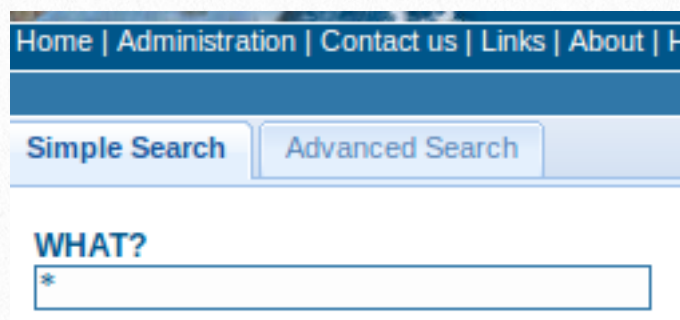 Home | Administration | Contact us | Links | About |
Simple Search Advanced Search
WHAT?
*